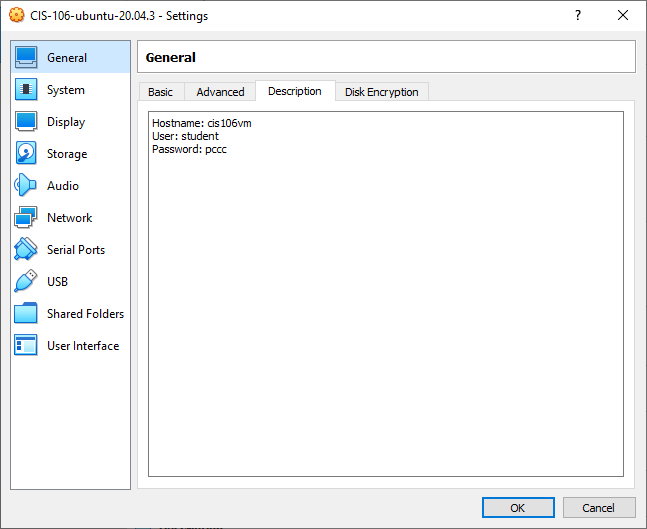 CIS-106-ubuntu-20.04.3 - Settings
?
General
System
Display
Storage
Audio
Network
Serial Ports
USB
Shared Folders
User Interface
General
Basic
Advanced
Description
Disk Encryption
Hostname: cis106vm
User: student
Password: pccc
OK
Cancel